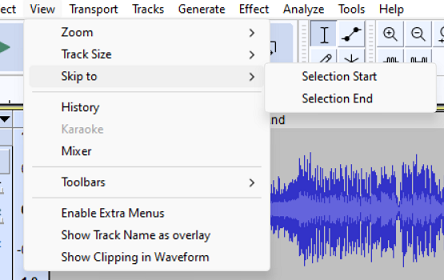 ect View Transport Tracks Generate Effect Analyze Tools Help
Zoom
Track Size
Skip to
Selection Start
Selection End
History
Karaoke
Mixer
Toolbars
Enable Extra Menus
Show Track Name as overlay
Show Clipping in Waveform
nd